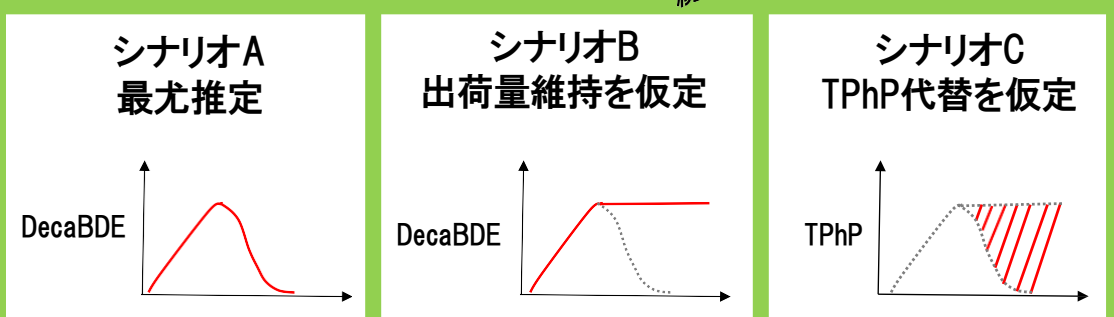 シナリオA
最尤推定
DecaBDE
シナリオB
出荷量維持を仮定
DecaBDE
シナリオC
TPhP代替を仮定
TPhP